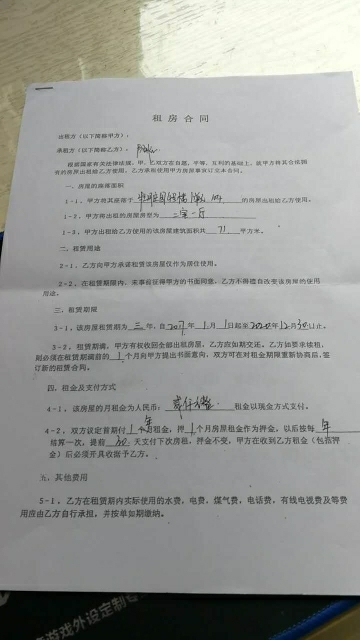 租房合同
出租方（以下简称甲方）：
承租方（以下简称乙方）：
根据国家有关法律法规，甲、乙双方在自愿，平等，互利的基础上，就甲方将其合法拥
有的房屋出租给乙方使用，乙方承租使用甲方房屋事宜订立本合同。
一、房屋的座落面积
1-1、甲方将其座落于 的房屋出租给乙方使用。
1-2、甲方将出租的房屋房型为 二室一厅
1-3、甲方出租给乙方使用的该房屋建筑面积共 71 平方米。
二、租赁用途
2-1、乙方向甲方承诺租赁该房屋仅作为居住使用。
2-2、在租赁期限内，未事前征得甲方的书面同意，乙方不得擅自改变该房屋的使用
用途。
三、租赁期限
3-1、该房屋租赁期为 三 年，自 2017 年 1 月 1 日起至 2020 年 12 月 30 日止。
3-2、租赁期满，甲方有权收回全部出租房屋，乙方应如期交还。乙方如要求续租，
则必须在租赁期满前的 1 个月向甲方提出书面意向，双方可在对租金期限重新协商后，签
订新的租赁合同。
四、租金及支付方式
4-1、该房屋的月租金为人民币： 租金以现金方式支付。
4-2、双方议定首期付 1 个年租金，押 1 个月房屋租金作为押金，以后按每 年
结算一次，提前 30 天支付下次房租，押金不变，甲方在收到乙方租金（包括押
金）后必须开具收据予乙方。
五、其他费用
5-1、乙方在租赁期内实际使用的水费，电费，煤气费，电话费，有线电视费及等费
用应由乙方自行承担，并按单如期缴纳。
游戏外设定制